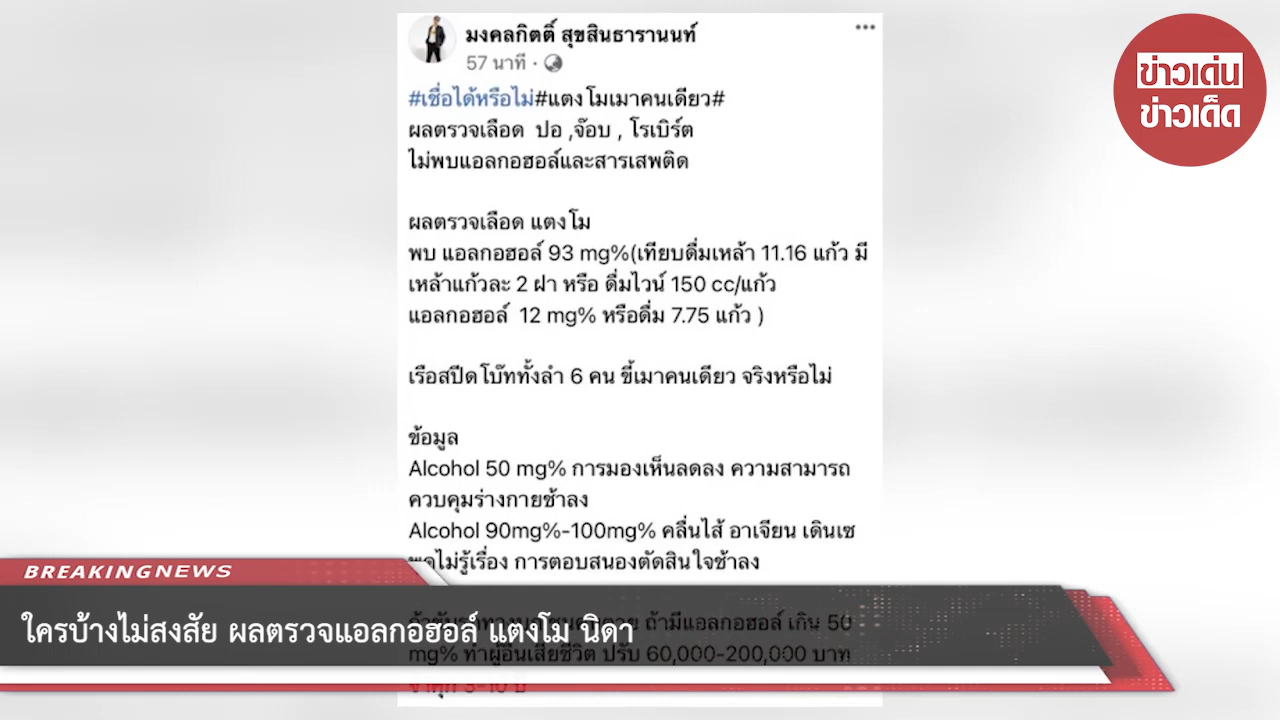 มงคลกิตติ์ สุขสินธารานนท์
57 นาที ·
#เชื่อได้หรือไม่#แตงโมเมาคนเดียว#
ผลตรวจเลือด ปอ ,จ๊อบ , โรเบิร์ต
ไม่พบแอลกอฮอล์และสารเสพติด
ผลตรวจเลือด แตงโม
พบ แอลกอฮอล์ 93 mg%(เทียบดื่มเหล้า 11.16 แก้ว มี
เหล้าแก้วละ 2 ฝา หรือ ดื่มไวน์ 150 cc/แก้ว
แอลกอฮอล์ 12 mg% หรือดื่ม 7.75 แก้ว )
เรือสปีดโบ๊ททั้งลำ 6 คน ขี้เมาคนเดียว จริงหรือไม่
ข้อมูล
Alcohol 50 mg% การมองเห็นลดลง ความสามารถ
ควบคุมร่างกายช้าลง
Alcohol 90mg%-100mg% คลื่นไส้ อาเจียน เดินเซ
พูดไม่รู้เรื่อง การตอบสนองตัดสินใจช้าลง
ถ้ามีแอลกอฮอล์ เกิน 50
mg% ทำผู้อื่นเสียชีวิต ปรับ 60,000-200,000 บาท
จำคุก 3-10 ปี
ข่าวเด่น
ข่าวเด็ด
BREAKINGNEWS
ใครบ้างไม่สงสัย ผลตรวจแอลกอฮอล์ แตงโม นิดา